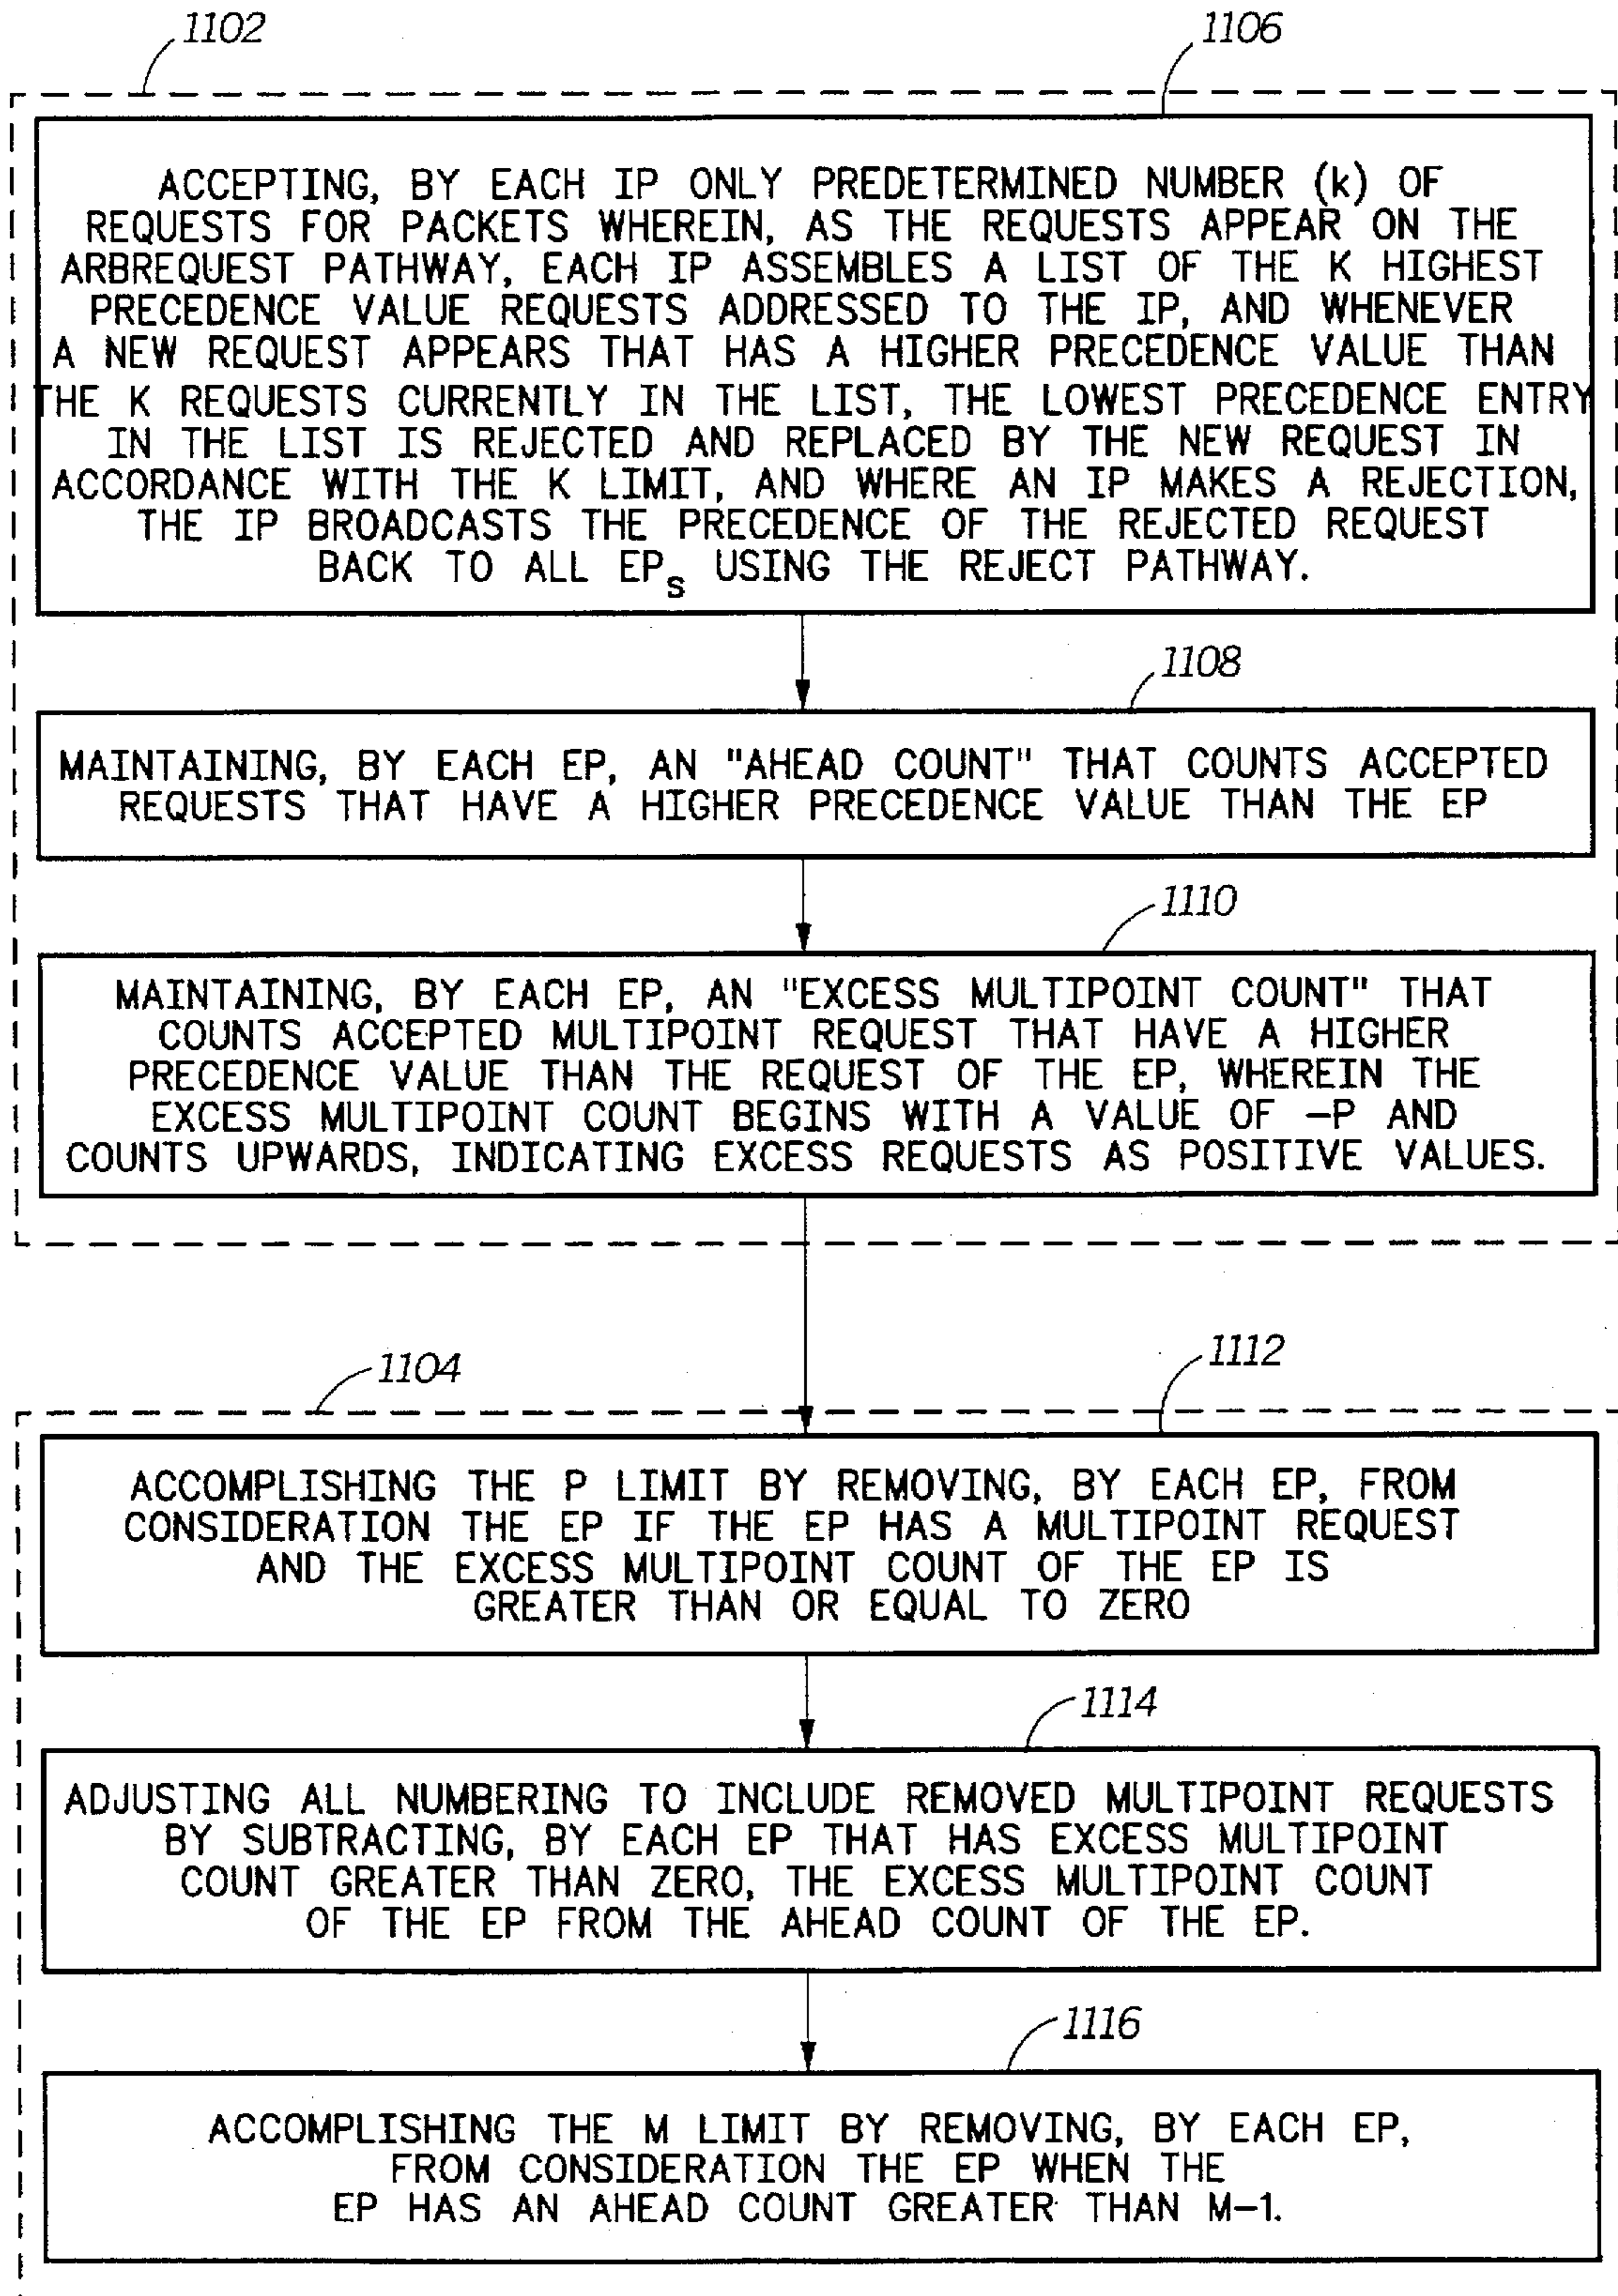 1102
1106
ACCEPTING, BY EACH IP ONLY PREDETERMINED NUMBER (k) OF
REQUESTS FOR PACKETS WHEREIN, AS THE REQUESTS APPEAR ON THE
ARBREQUEST PATHWAY, EACH IP ASSEMBLES A LIST OF THE K HIGHEST
PRECEDENCE VALUE REQUESTS ADDRESSED TO THE IP, AND WHENEVER
A NEW REQUEST APPEARS THAT HAS A HIGHER PRECEDENCE VALUE THAN
THE K REQUESTS CURRENTLY IN THE LIST, THE LOWEST PRECEDENCE ENTRY
IN THE LIST IS REJECTED AND REPLACED BY THE NEW REQUEST IN
ACCORDANCE WITH THE K LIMIT, AND WHERE AN IP MAKES A REJECTION,
THE IP BROADCASTS THE PRECEDENCE OF THE REJECTED REQUEST
BACK TO ALL EPs USING THE REJECT PATHWAY.
1108
MAINTAINING, BY EACH EP, AN "AHEAD COUNT" THAT COUNTS ACCEPTED
REQUESTS THAT HAVE A HIGHER PRECEDENCE VALUE THAN THE EP
1110
MAINTAINING, BY EACH EP, AN "EXCESS MULTIPOINT COUNT" THAT
COUNTS ACCEPTED MULTIPOINT REQUEST THAT HAVE A HIGHER
PRECEDENCE VALUE THAN THE REQUEST OF THE EP, WHEREIN THE
EXCESS MULTIPOINT COUNT BEGINS WITH A VALUE OF -P AND
COUNTS UPWARDS, INDICATING EXCESS REQUESTS AS POSITIVE VALUES.
1104
1112
ACCOMPLISHING THE P LIMIT BY REMOVING, BY EACH EP, FROM
CONSIDERATION THE EP IF THE EP HAS A MULTIPOINT REQUEST
AND THE EXCESS MULTIPOINT COUNT OF THE EP IS
GREATER THAN OR EQUAL TO ZERO
1114
ADJUSTING ALL NUMBERING TO INCLUDE REMOVED MULTIPOINT REQUESTS
BY SUBTRACTING, BY EACH EP THAT HAS EXCESS MULTIPOINT
COUNT GREATER THAN ZERO, THE EXCESS MULTIPOINT COUNT
OF THE EP FROM THE AHEAD COUNT OF THE EP.
1116
ACCOMPLISHING THE M LIMIT BY REMOVING, BY EACH EP,
FROM CONSIDERATION THE EP WHEN THE
EP HAS AN AHEAD COUNT GREATER THAN M-1.